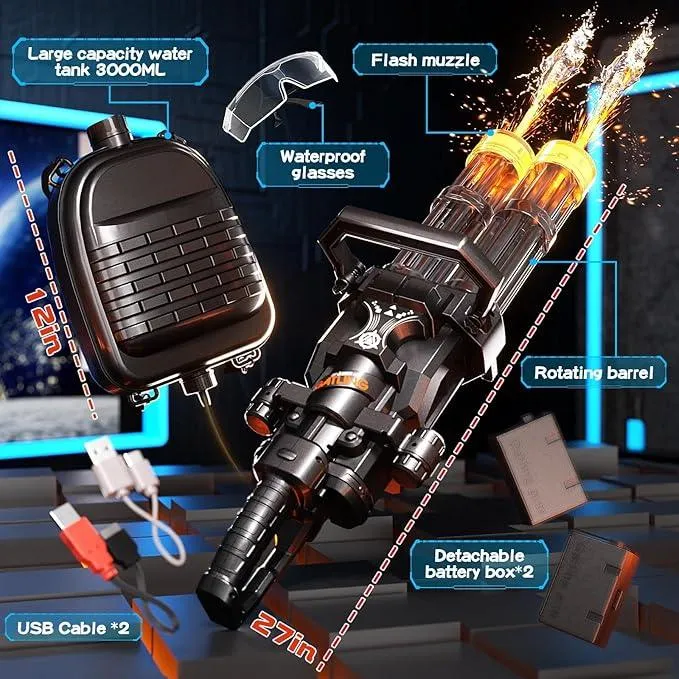 Large capacity water
tank 3000ML
Flash muzzle
Waterproof
glasses
12in
Rotating barrel
GATLING
Detachable
battery box*2
USB Cable *2
27in